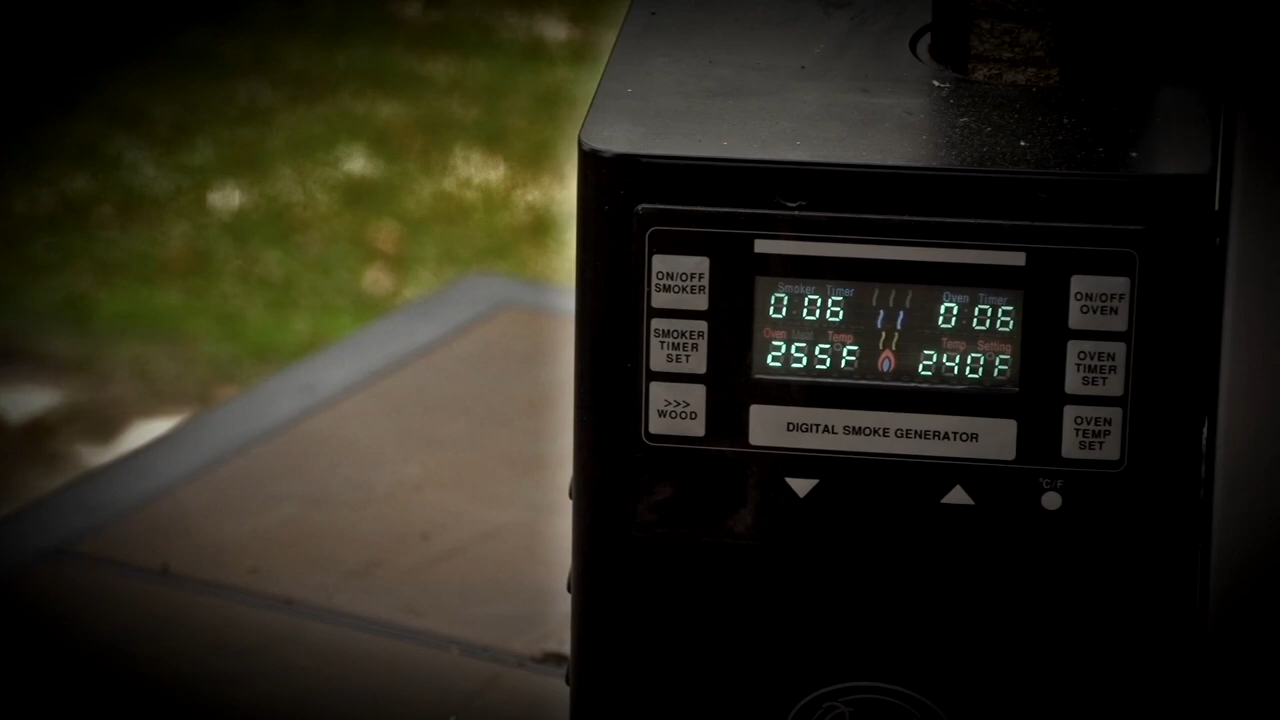 ON/OFF
SMOKER
SMOKER
TIMER
SET
>>>
WOOD
Smoker Timer
0:06
Oven Timer
0:06
Oven Meat Temp
255F
Temp Setting
240F
DIGITAL SMOKE GENERATOR
ON/OFF
OVEN
OVEN
TIMER
SET
OVEN
TEMP
SET
°C/F